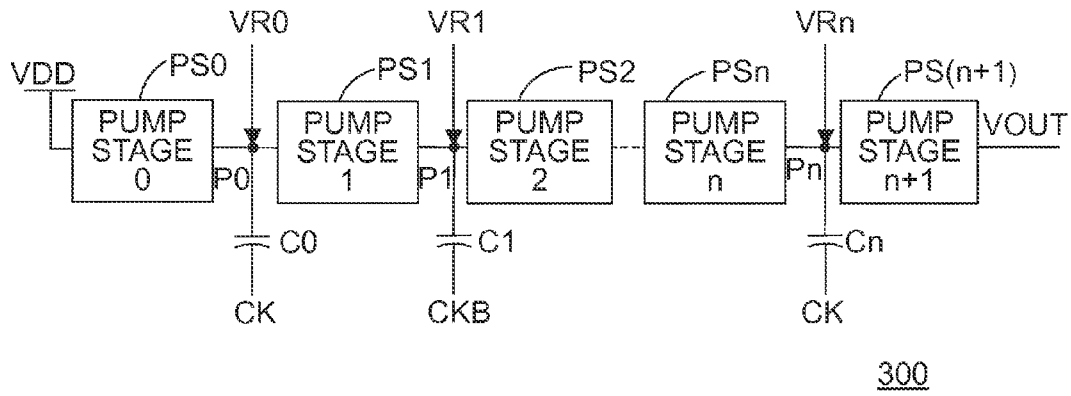 VR0 VR1 VRn
VDD PS0 PS1 PS2 PSn PS(n+1)
PUMP STAGE 0
PUMP STAGE 1
PUMP STAGE 2
PUMP STAGE n
PUMP STAGE n+1
VOUT
P0 P1 Pn
C0 C1 Cn
CK CKB CK
300